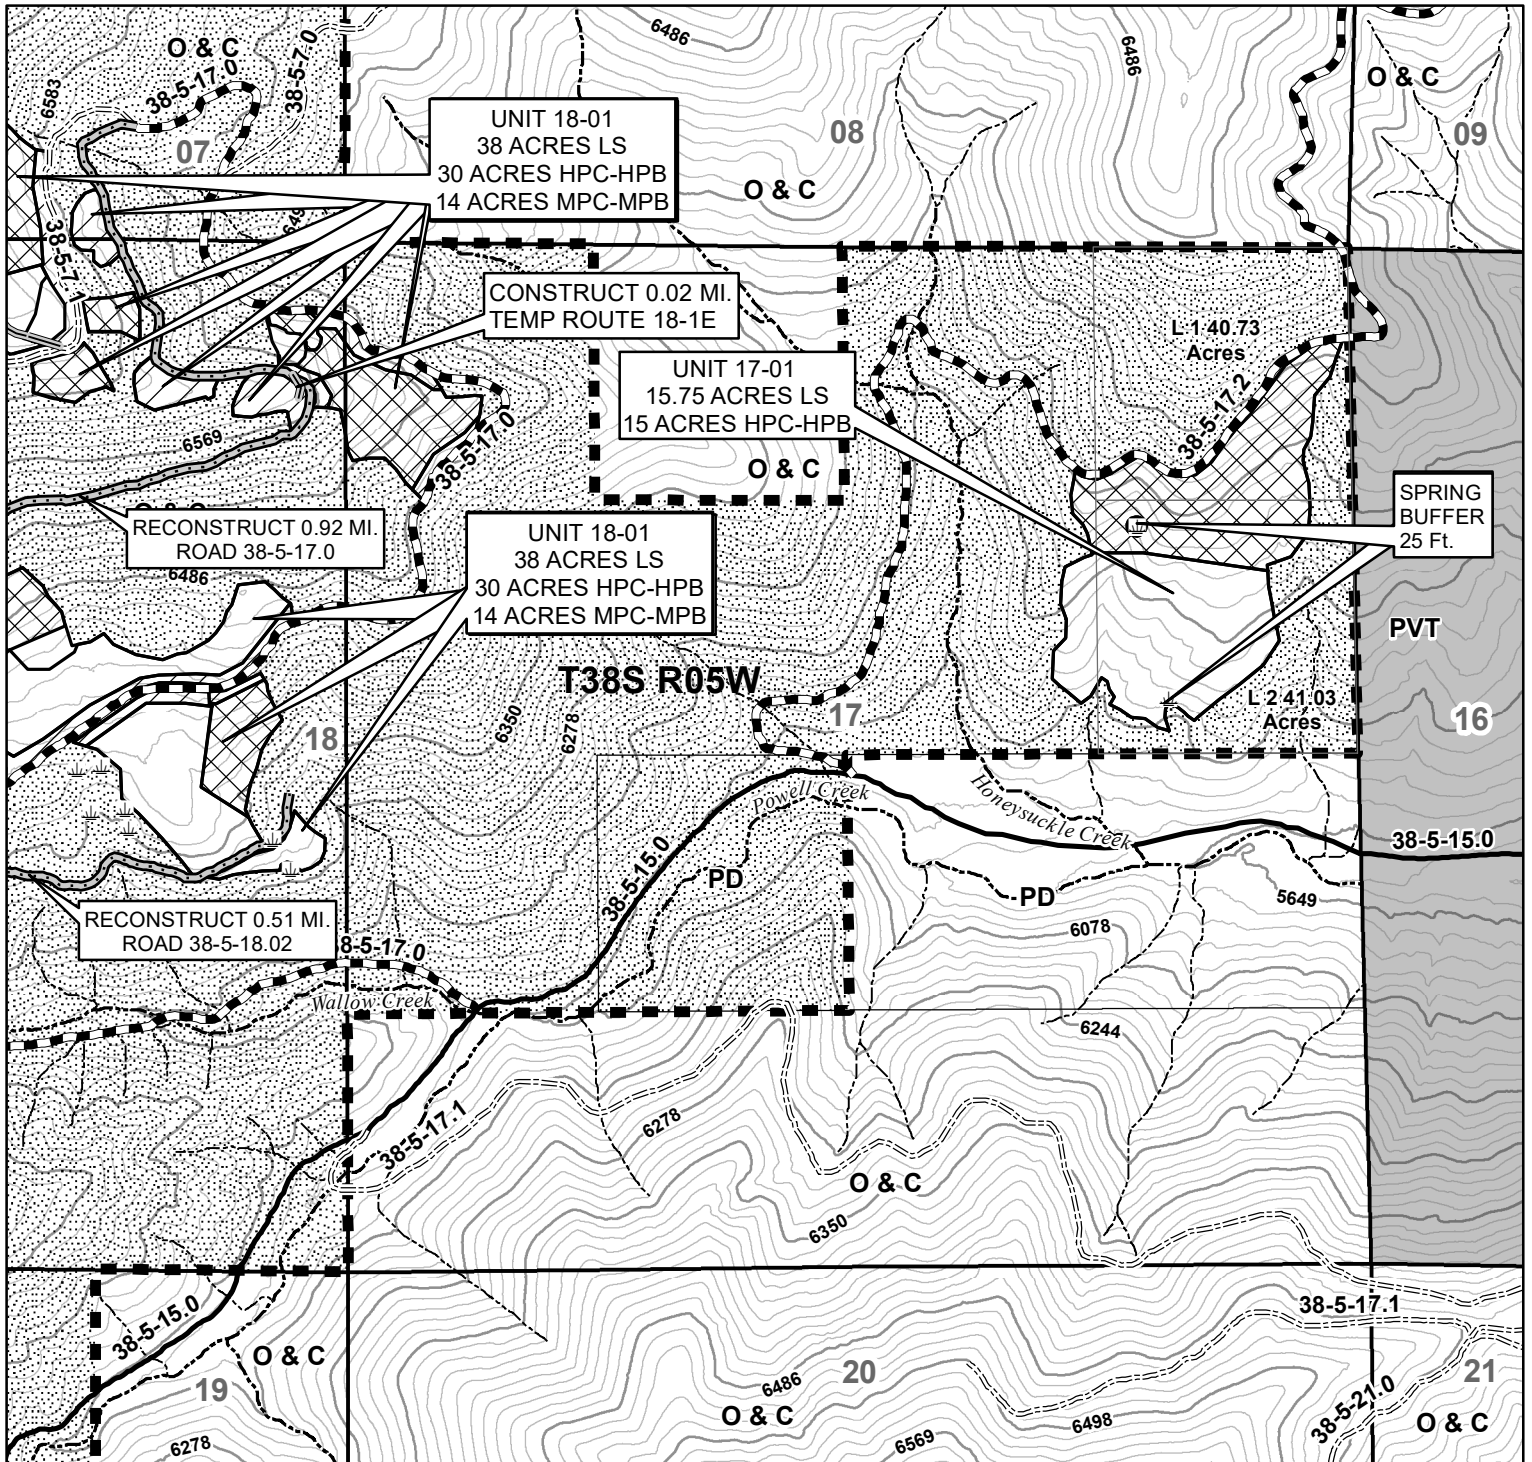 6486
6486
O & C
38-5-17.0
38-5-7.0
6583
07
O & C
09
08
UNIT 18-01
38 ACRES LS
30 ACRES HPC-HPB
14 ACRES MPC-MPB
O & C
38-5-7.1
CONSTRUCT 0.02 MI.
TEMP ROUTE 18-1E
L 1 40.73
Acres
UNIT 17-01
15.75 ACRES LS
15 ACRES HPC-HPB
38-5-17.2
6569
38-5-17.0
O & C
SPRING
BUFFER
25 Ft.
RECONSTRUCT 0.92 MI.
ROAD 38-5-17.0
6486
UNIT 18-01
38 ACRES LS
30 ACRES HPC-HPB
14 ACRES MPC-MPB
PVT
T38S R05W
6350
6278
17
L 2 41.03
Acres
16
18
Powell Creek
Honeysuckle Creek
38-5-15.0
38-5-15.0
PD
PD
5649
RECONSTRUCT 0.51 MI.
ROAD 38-5-18.02
6078
8-5-17.0
Wallow Creek
6244
38-5-17.1
6278
O & C
6350
38-5-15.0
38-5-17.1
O & C
19
6486
20
21
38-5-21.0
O & C
6498
O & C
6278
6569